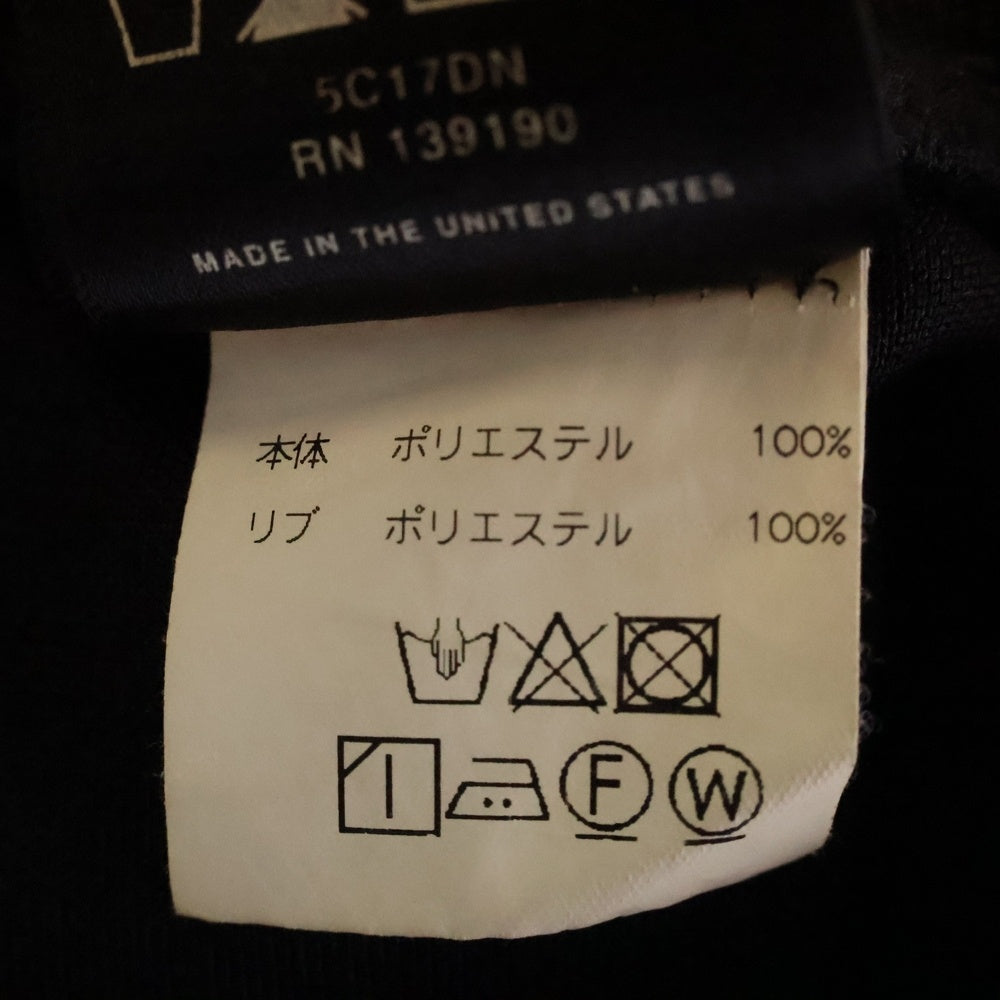 5C17DN
RN 139190
MADE IN THE UNITED STATES
本体 ポリエステル 100%
リブ ポリエステル 100%
F W